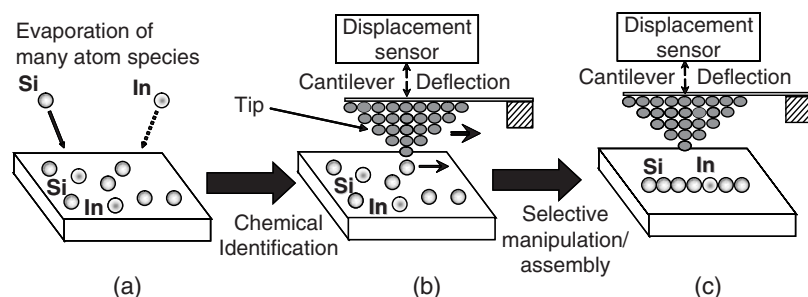 Evaporation of
many atom species
Si
In
Si
In
(a)
Chemical
Identification
Displacement
sensor
Cantilever
Deflection
Tip
Si
In
(b)
Selective
manipulation/
assembly
Displacement
sensor
Cantilever
Deflection
Si
In
(c)